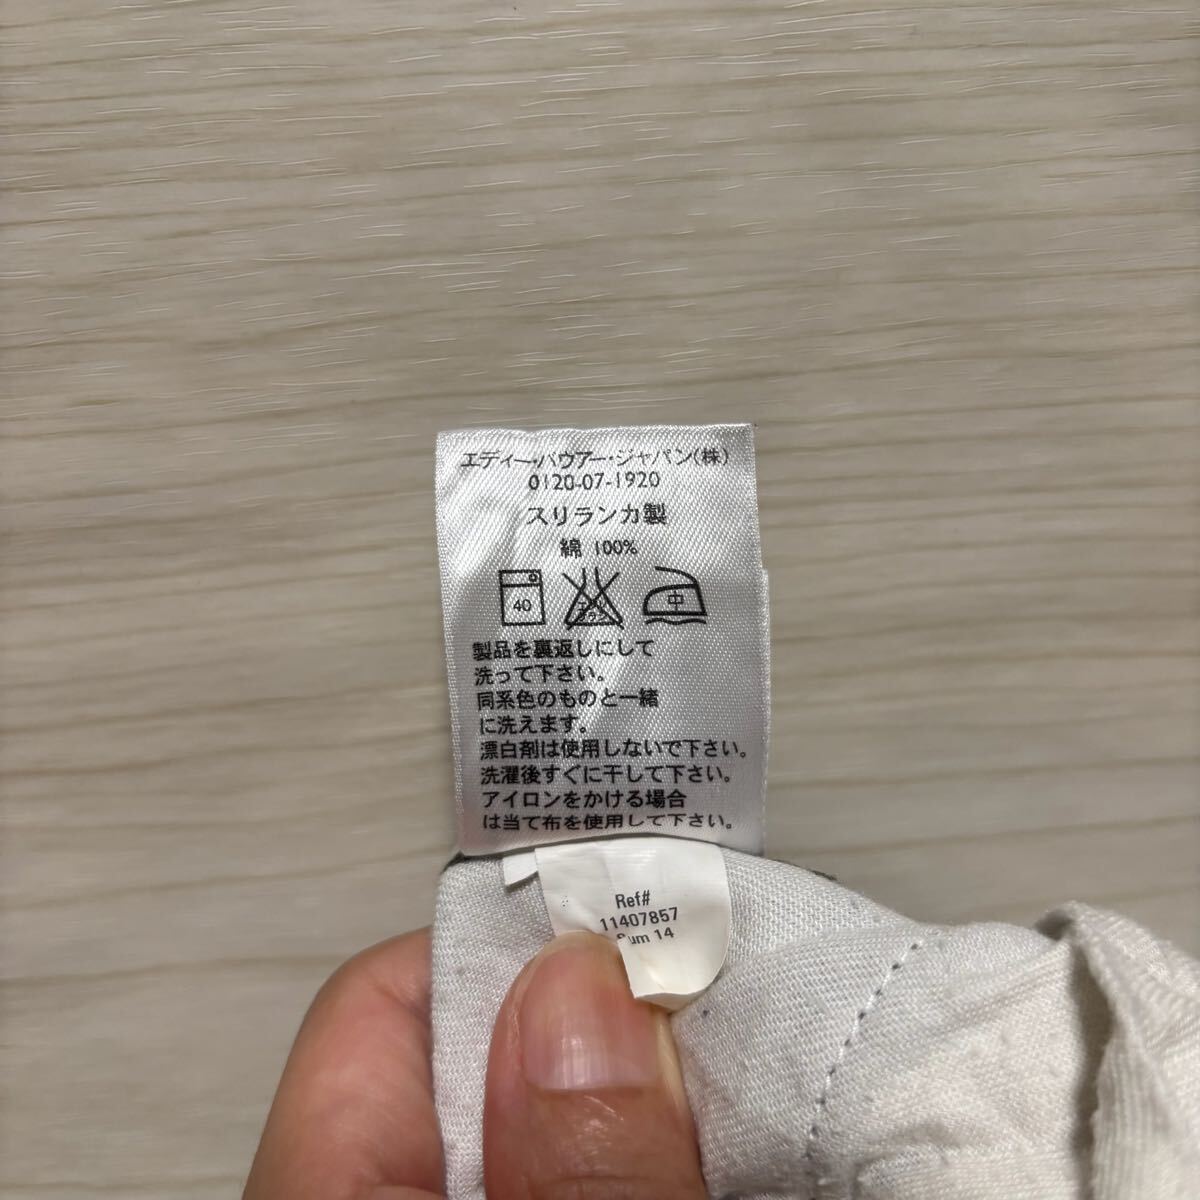 エディー・バウアー・ジャパン(株)
0120-07-1920
スリランカ製
綿 100%
40
中
製品を裏返しにして
洗って下さい。
同系色のものと一緒
に洗えます。
漂白剤は使用しないで下さい。
洗濯後すぐに干して下さい。
アイロンをかける場合
は当て布を使用して下さい。
Ref#
11407857
Sum 14